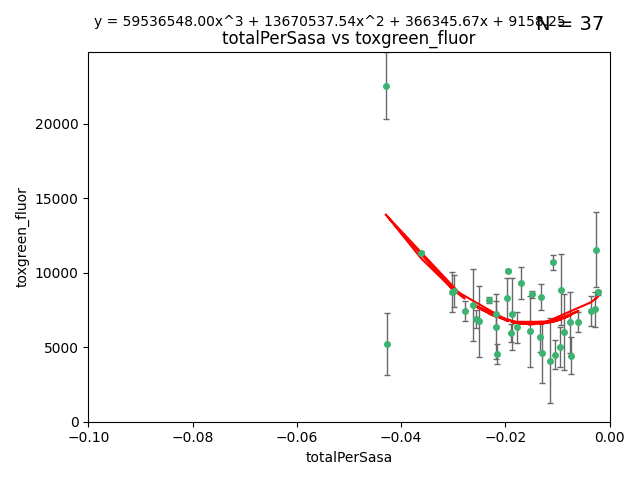 y = 59536548.00x^3 + 13670537.54x^2 + 366345.67x + 9158.25
N = 37
totalPerSasa vs toxgreen_fluor
toxgreen_fluor
20000
15000
10000
5000
0
−0.10 −0.08 −0.06 −0.04 −0.02 0.00
totalPerSasa